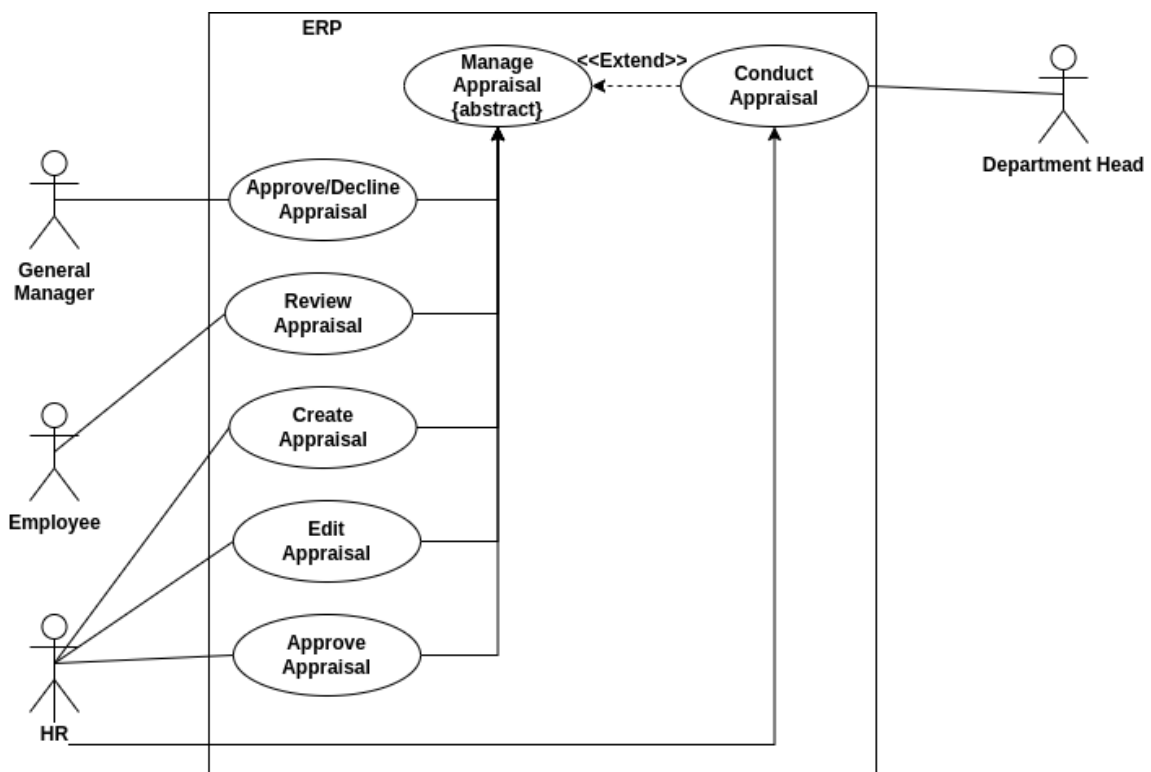 ERP
Manage
Appraisal
{abstract}
<<Extend>>
Conduct
Appraisal
Department Head
Approve/Decline
Appraisal
General
Manager
Review
Appraisal
Create
Appraisal
Employee
Edit
Appraisal
Approve
Appraisal
HR